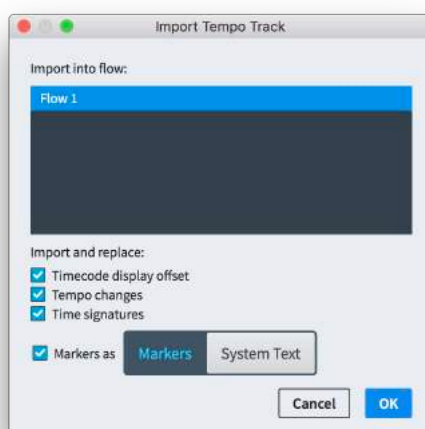 Import Tempo Track
Import into flow:
Flow 1
Import and replace:
Timecode display offset
Tempo changes
Time signatures
Markers as Markers System Text
Cancel OK